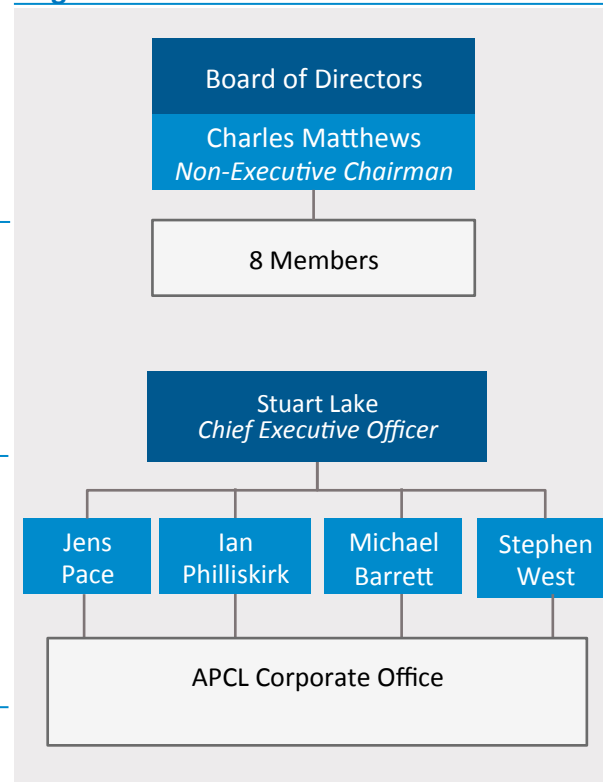 Board of Directors
Charles Matthews
Non-Executive Chairman
8 Members
Stuart Lake
Chief Executive Officer
Jens
Pace
Ian
Philliskirk
Michael
Barrett
Stephen
West
APCL Corporate Office